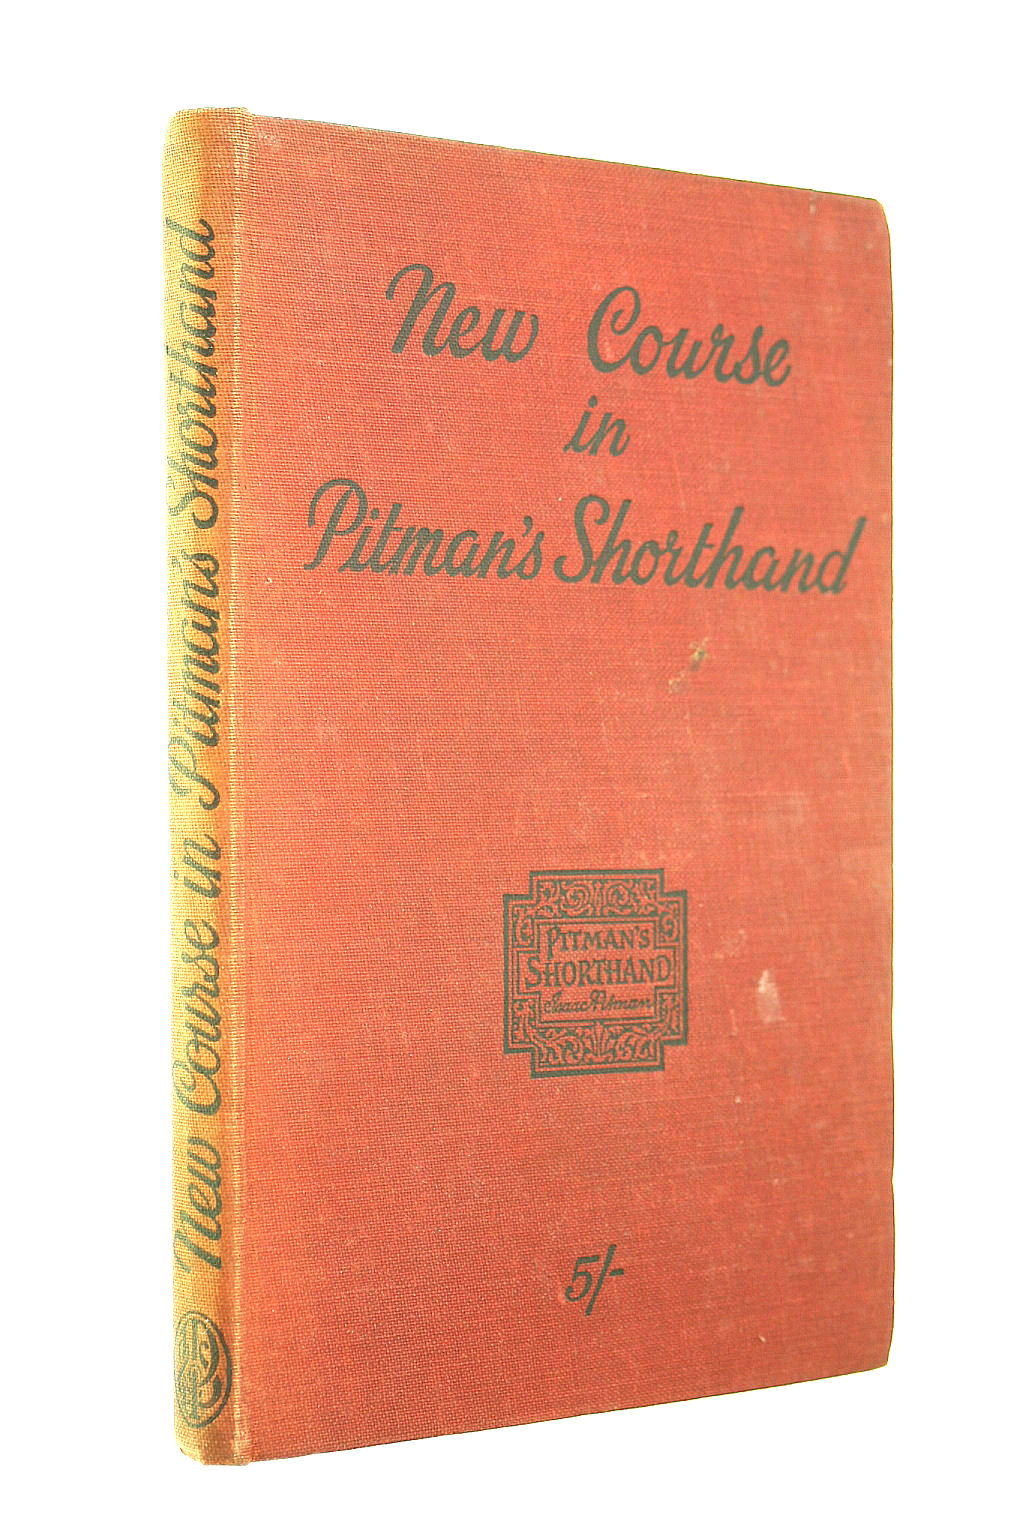 New Course
in
Pitman's Shorthand
PITMAN'S
SHORTHAND
Isaac Pitman
5/-
New Course in Pitman's Shorthand